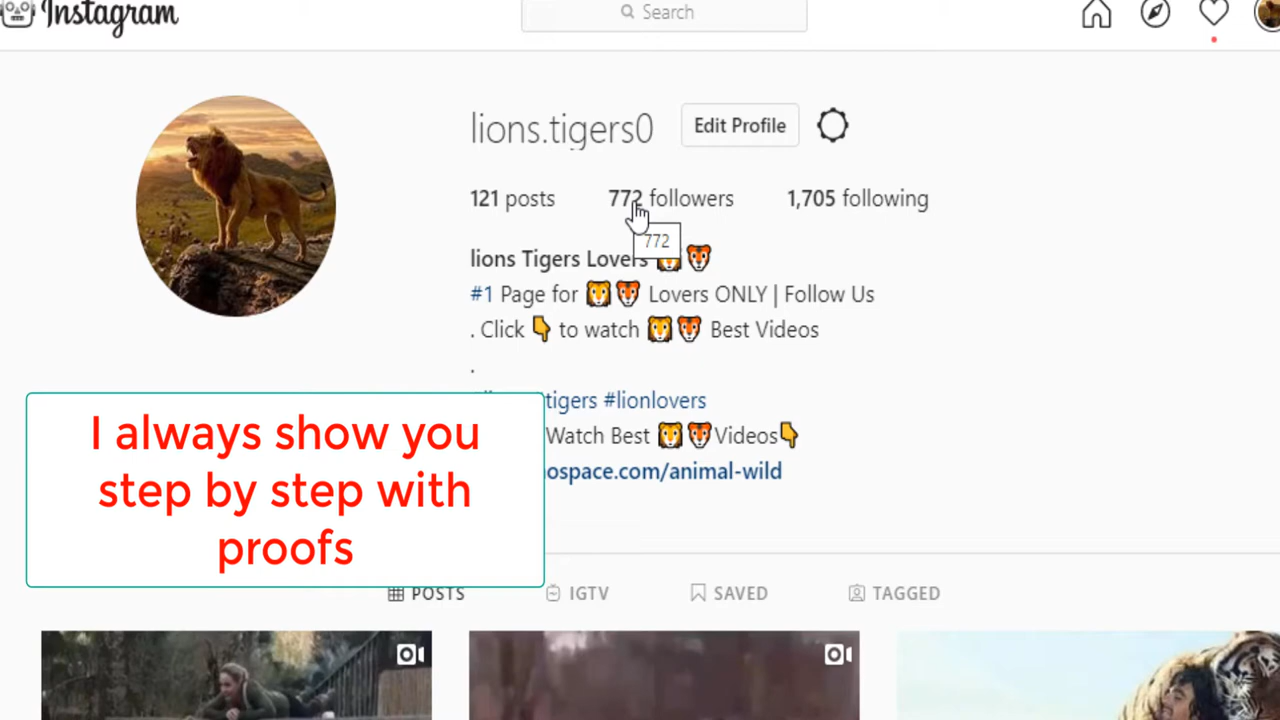 Instagram
Search
lions.tigers0 Edit Profile
121 posts 772 followers 1,705 following
772
lions Tigers Lovers 🦁🐯
#1 Page for 🦁🐯 Lovers ONLY | Follow Us
. Click 👇 to watch 🦁🐯 Best Videos
.
tigers #lionlovers
Watch Best 🦁🐯Videos👇
ospace.com/animal-wild
I always show you
step by step with
proofs
POSTS IGTV SAVED TAGGED